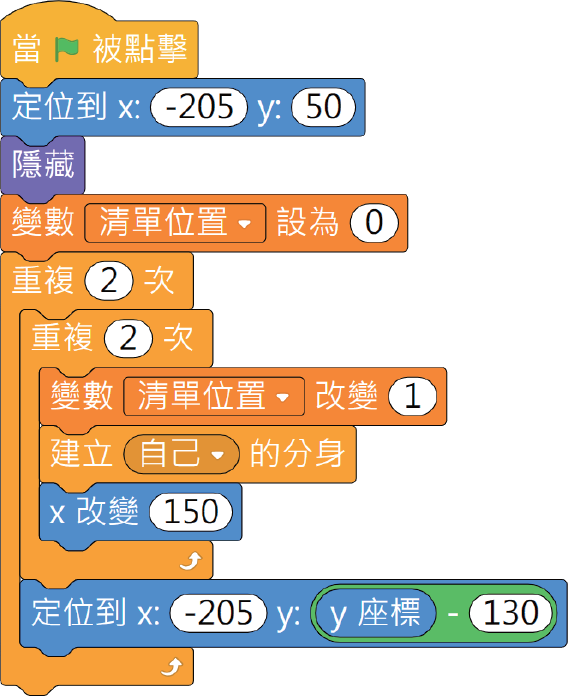 當 被點擊
定位到 x: -205 y: 50
隱藏
變數 清單位置 設為 0
重複 2 次
重複 2 次
變數 清單位置 改變 1
建立 自己 的分身
x 改變 150
定位到 x: -205 y: y 座標 - 130